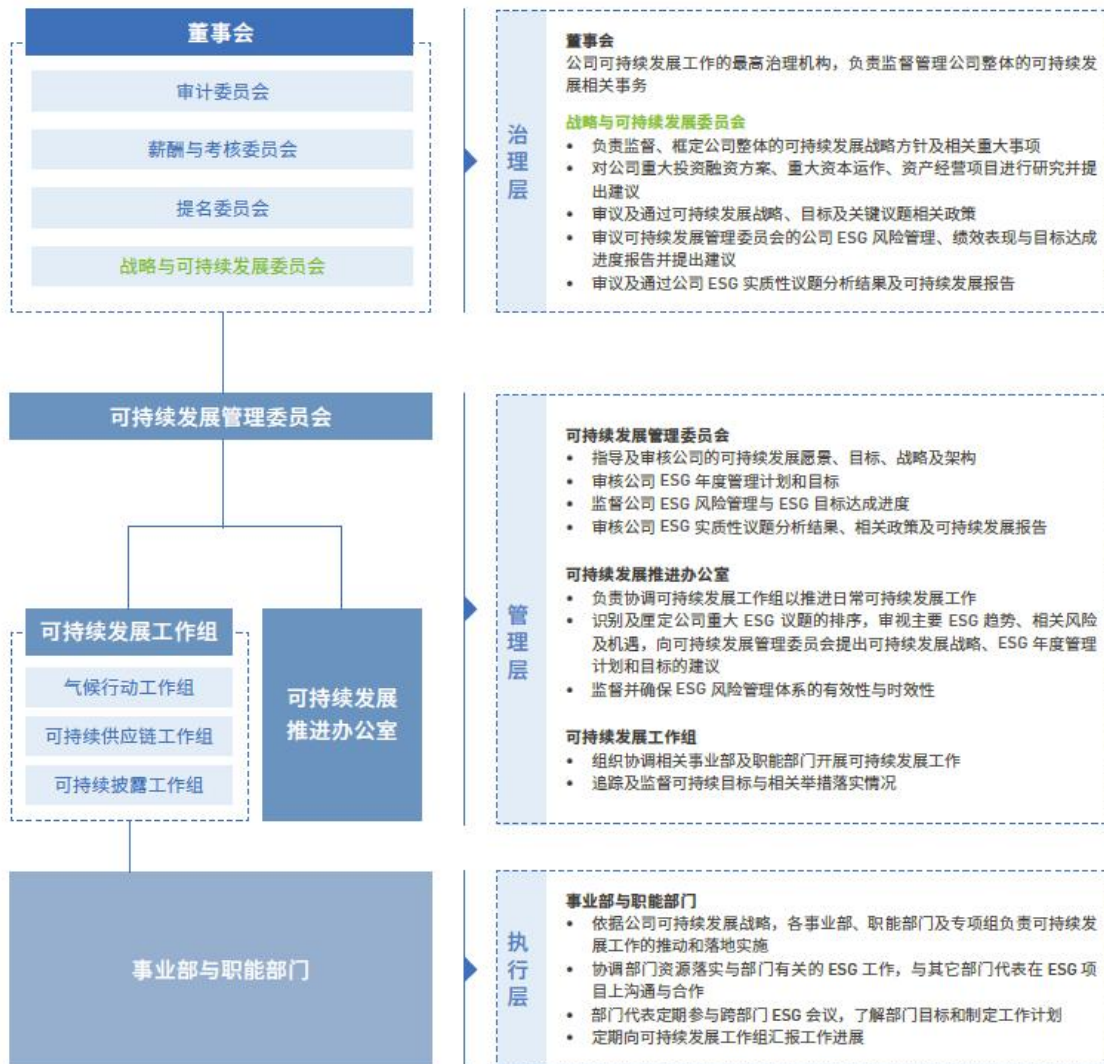 董事会
审计委员会
薪酬与考核委员会
提名委员会
战略与可持续发展委员会
治理层
董事会
公司可持续发展工作的最高治理机构，负责监督管理公司整体的可持续发
展相关事务
战略与可持续发展委员会
• 负责监督、框定公司整体的可持续发展战略方针及相关重大事项
• 对公司重大投资融资方案、重大资本运作、资产经营项目进行研究并提
出建议
• 审议及通过可持续发展战略、目标及关键议题相关政策
• 审议可持续发展管理委员会的公司 ESG 风险管理、绩效表现与目标达成
进度报告并提出建议
• 审议及通过公司 ESG 实质性议题分析结果及可持续发展报告
可持续发展管理委员会
可持续发展工作组
气候行动工作组
可持续供应链工作组
可持续披露工作组
可持续发展
推进办公室
管理层
可持续发展管理委员会
• 指导及审核公司的可持续发展愿景、目标、战略及架构
• 审核公司 ESG 年度管理计划和目标
• 监督公司 ESG 风险管理与 ESG 目标达成进度
• 审核公司 ESG 实质性议题分析结果、相关政策及可持续发展报告
可持续发展推进办公室
• 负责协调可持续发展工作组以推进日常可持续发展工作
• 识别及厘定公司重大 ESG 议题的排序，审视主要 ESG 趋势、相关风险
及机遇，向可持续发展管理委员会提出可持续发展战略、ESG 年度管理
计划和目标的建议
• 监督并确保 ESG 风险管理体系的有效性与时效性
可持续发展工作组
• 组织协调相关事业部及职能部门开展可持续发展工作
• 追踪及监督可持续目标与相关举措落实情况
事业部与职能部门
执行层
事业部与职能部门
• 依据公司可持续发展战略，各事业部、职能部门及专项组负责可持续发
展工作的推动和落地实施
• 协调部门资源落实与部门有关的 ESG 工作，与其它部门代表在 ESG 项
目上沟通与合作
• 部门代表定期参与跨部门 ESG 会议，了解部门目标和制定工作计划
• 定期向可持续发展工作组汇报工作进展